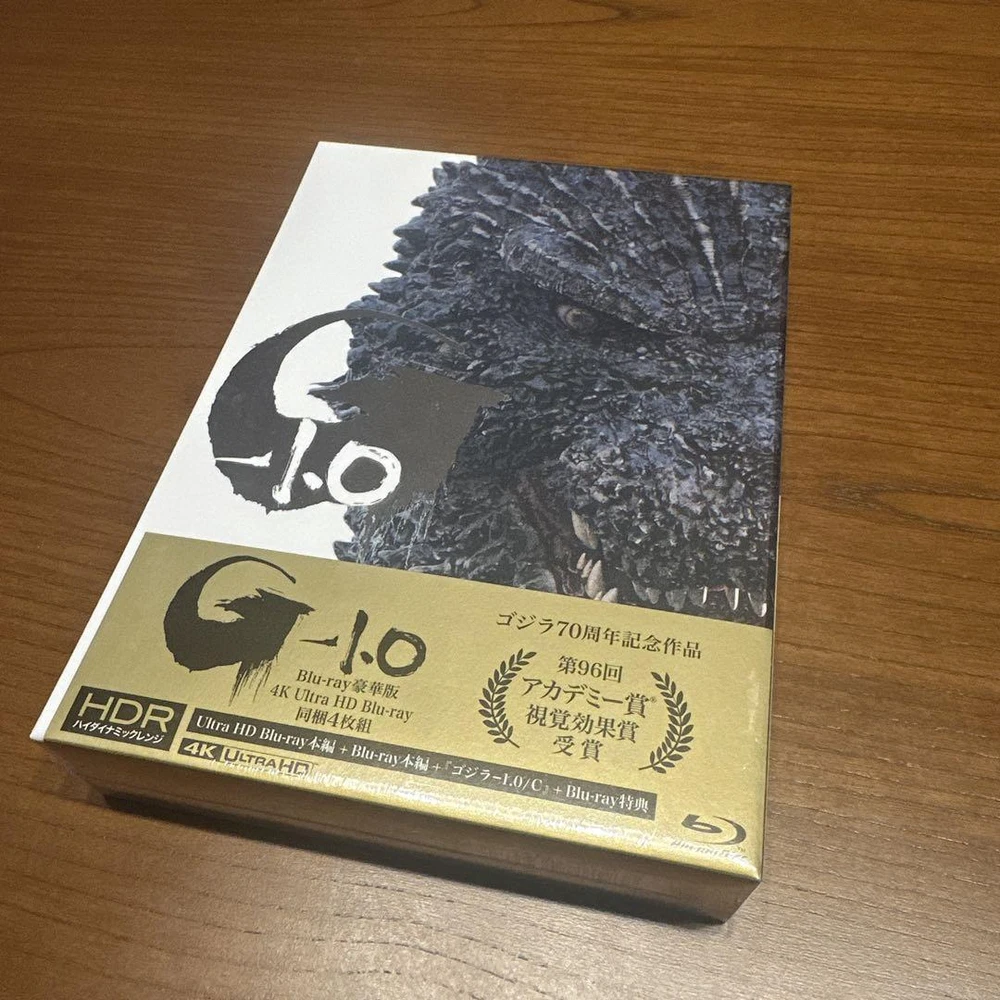 G
-1.0
G -1.0
Blu-ray豪華版
4K Ultra HD Blu-ray
同梱4枚組
ゴジラ70周年記念作品
第96回
アカデミー賞®
視覚効果賞
受賞
HDR
ハイダイナミックレンジ
Ultra HD Blu-ray本編 + Blu-ray本編 + 『ゴジラ-1.0/C』 + Blu-ray特典
4K ULTRA HD
Blu-ray Disc